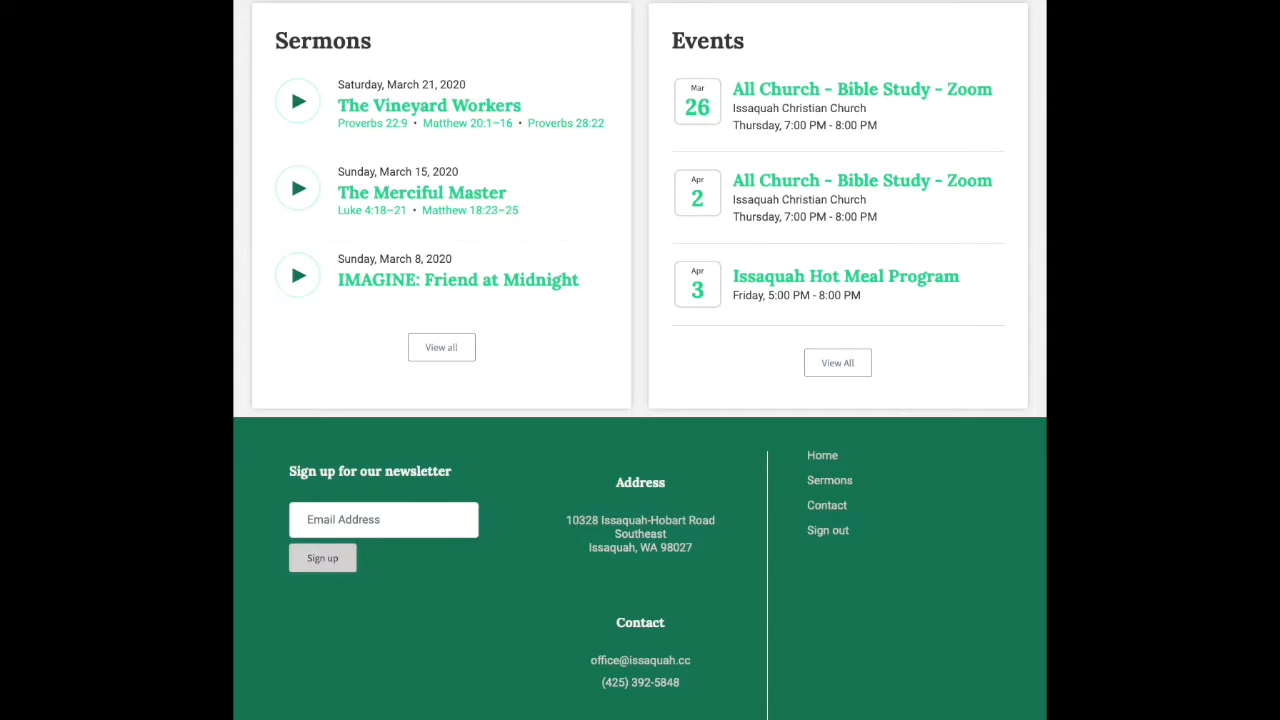 Sermons
Saturday, March 21, 2020
The Vineyard Workers
Proverbs 22:9 • Matthew 20:1–16 • Proverbs 28:22
Sunday, March 15, 2020
The Merciful Master
Luke 4:18–21 • Matthew 18:23–25
Sunday, March 8, 2020
IMAGINE: Friend at Midnight
View all
Events
Mar
26
All Church - Bible Study - Zoom
Issaquah Christian Church
Thursday, 7:00 PM - 8:00 PM
Apr
2
All Church - Bible Study - Zoom
Issaquah Christian Church
Thursday, 7:00 PM - 8:00 PM
Apr
3
Issaquah Hot Meal Program
Friday, 5:00 PM - 8:00 PM
View All
Sign up for our newsletter
Email Address
Sign up
Address
10328 Issaquah-Hobart Road
Southeast
Issaquah, WA 98027
Contact
office@issaquah.cc
(425) 392-5848
Home
Sermons
Contact
Sign out